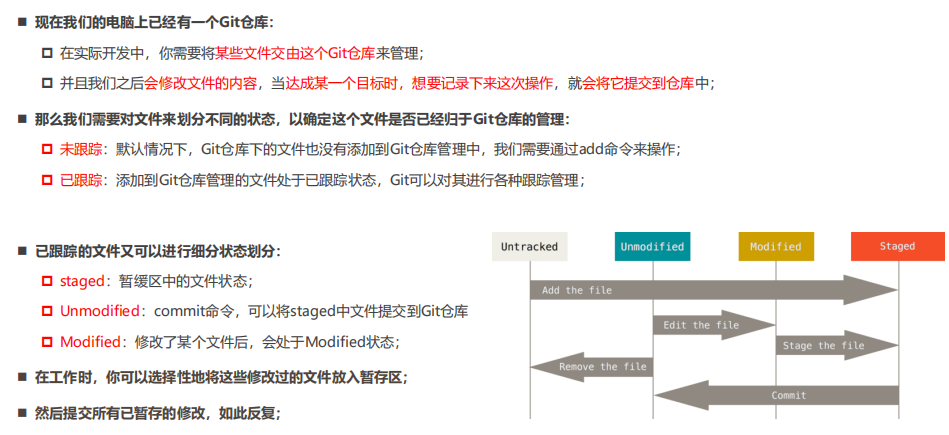 现在我们的电脑上已经有一个Git仓库：
在实际开发中，你需要将某些文件交由这个Git仓库来管理；
并且我们之后会修改文件的内容，当达成某一个目标时，想要记录下来这次操作，就会将它提交到仓库中；
那么我们需要对文件来划分不同的状态，以确定这个文件是否已经归于Git仓库的管理：
未跟踪：默认情况下，Git仓库下的文件也没有添加到Git仓库管理中，我们需要通过add命令来操作；
已跟踪：添加到Git仓库管理的文件处于已跟踪状态，Git可以对其进行各种跟踪管理；
已跟踪的文件又可以进行细分状态划分：
staged：暂缓区中的文件状态；
Unmodified：commit命令，可以将staged中文件提交到Git仓库
Modified：修改了某个文件后，会处于Modified状态；
在工作时，你可以选择性地将这些修改过的文件放入暂存区；
然后提交所有已暂存的修改，如此反复；
Untracked
Unmodified
Modified
Staged
Add the file
Edit the file
Stage the file
Remove the file
Commit